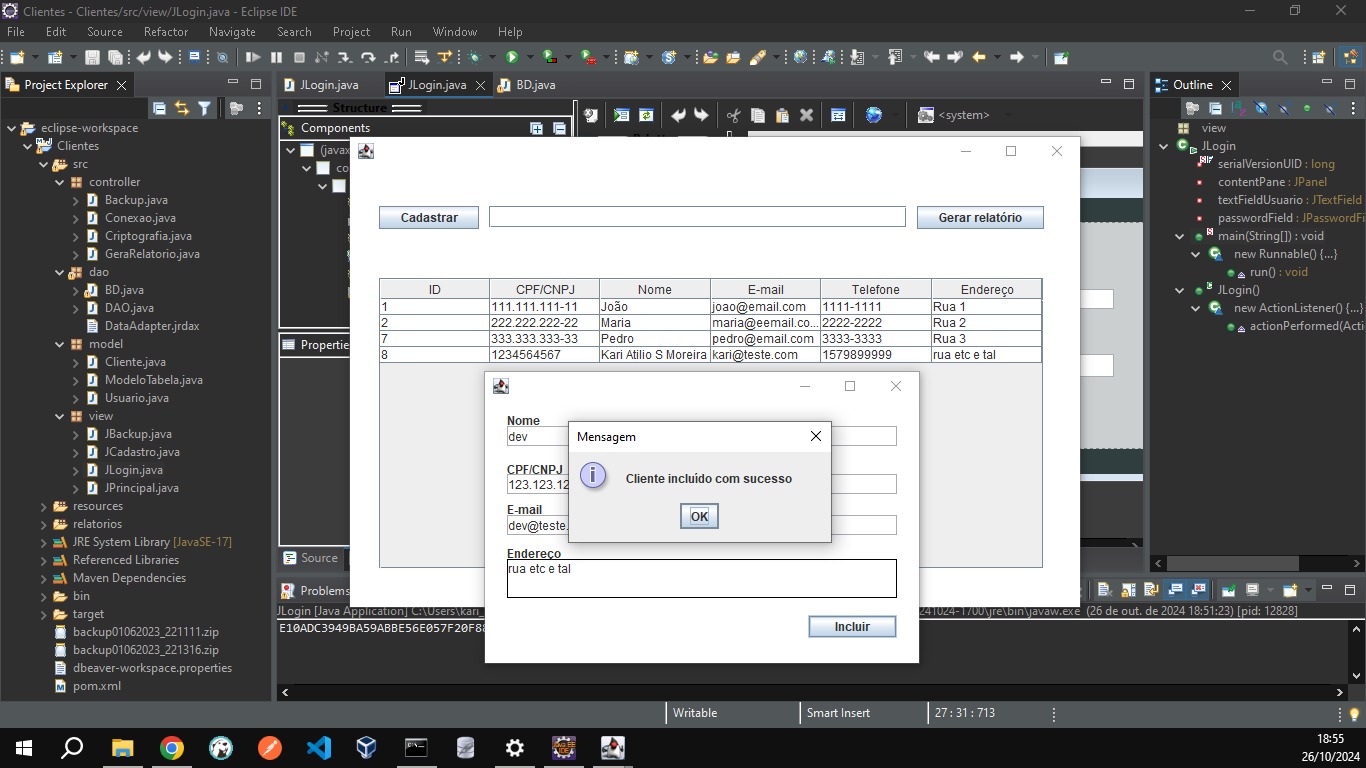 Clientes - Clientes/src/view/JLogin.java - Eclipse IDE
File Edit Source Refactor Navigate Search Project Run Window Help
Project Explorer
eclipse-workspace
Clientes
src
controller
Backup.java
Conexao.java
Criptografia.java
GeraRelatorio.java
dao
BD.java
DAO.java
DataAdapter.jrdax
model
Cliente.java
ModeloTabela.java
Usuario.java
view
JBackup.java
JCadastro.java
JLogin.java
JPrincipal.java
resources
relatorios
JRE System Library [JavaSE-17]
Referenced Libraries
Maven Dependencies
bin
target
backup01062023_221111.zip
backup01062023_221316.zip
dbeaver-workspace.properties
pom.xml
JLogin.java JLogin.java BD.java
Structure
Components
<system>
(javax
Source
Cadastrar Gerar relatório
ID CPF/CNPJ Nome E-mail Telefone Endereço
1 111.111.111-11 João joao@email.com 1111-1111 Rua 1
2 222.222.222-22 Maria maria@eemail.co... 2222-2222 Rua 2
7 333.333.333-33 Pedro pedro@email.com 3333-3333 Rua 3
8 1234564567 Kari Atilio S Moreira kari@teste.com 1579899999 rua etc e tal
Nome
dev
CPF/CNPJ
123.123.12
E-mail
dev@teste.
Endereço
rua etc e tal
Incluir
Mensagem
Cliente incluído com sucesso
OK
Outline
view
JLogin
serialVersionUID : long
contentPane : JPanel
textFieldUsuario : JTextField
passwordField : JPasswordFi
main(String[]) : void
new Runnable() {...}
run() : void
JLogin()
new ActionListener() {...}
actionPerformed(Actio
Problems
JLogin [Java Application] C:\Users\kari_ 241024-1700\jre\bin\javaw.exe (26 de out. de 2024 18:51:23) [pid: 12828]
E10ADC3949BA59ABBE56E057F20F88
Writable Smart Insert 27 : 31 : 713
18:55
26/10/2024